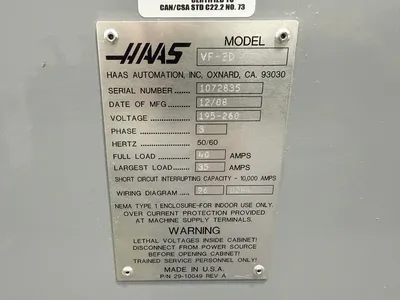 CERTIFIED TO
CAN/CSA STD C22.2 NO. 73
HAAS
MODEL
VF-2D
HAAS AUTOMATION, INC, OXNARD, CA. 93030
SERIAL NUMBER 1072835
DATE OF MFG 12/08
VOLTAGE 195-260
PHASE 3
HERTZ 50/60
FULL LOAD 40 AMPS
LARGEST LOAD 35 AMPS
SHORT CIRCUIT INTERRUPTING CAPACITY - 10,000 AMPS
WIRING DIAGRAM 96
NEMA TYPE 1 ENCLOSURE-FOR INDOOR USE ONLY.
OVER CURRENT PROTECTION PROVIDED
AT MACHINE SUPPLY TERMINALS.
WARNING
LETHAL VOLTAGES INSIDE CABINET!
DISCONNECT FROM POWER SOURCE
BEFORE OPENING CABINET!
TRAINED SERVICE PERSONNEL ONLY!
MADE IN U.S.A.
P/N 29-10049 REV A